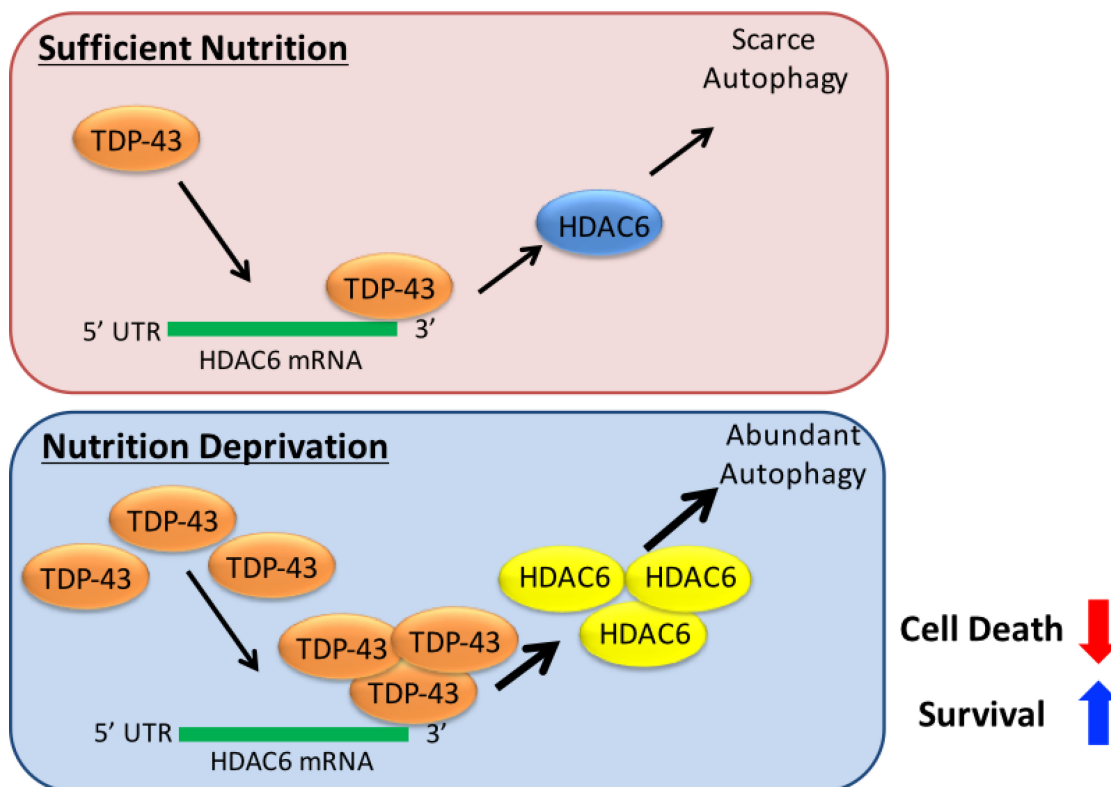 Sufficient Nutrition
Scarce
Autophagy
TDP-43
HDAC6
TDP-43
5’ UTR
3’
HDAC6 mRNA
Nutrition Deprivation
Abundant
Autophagy
TDP-43
TDP-43
TDP-43
HDAC6
HDAC6
HDAC6
TDP-43
TDP-43
TDP-43
5’ UTR
3’
HDAC6 mRNA
Cell Death
Survival